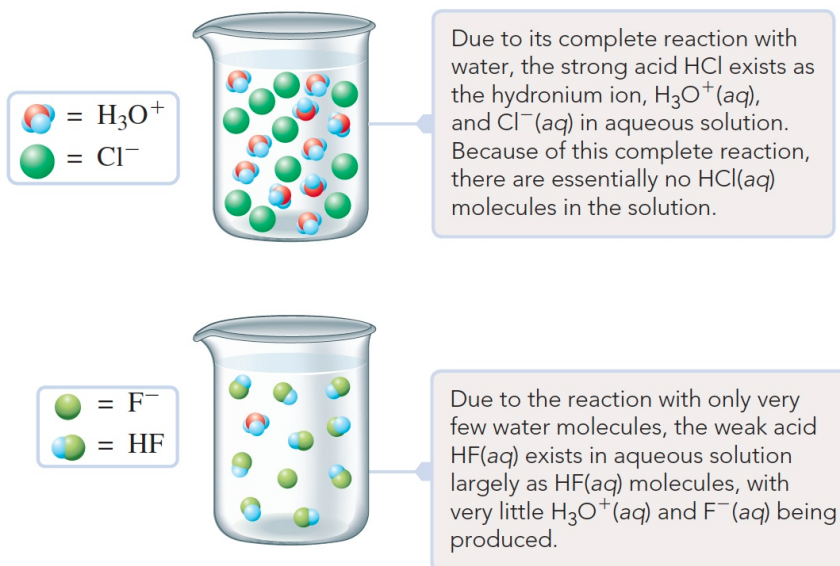 Due to its complete reaction with
water, the strong acid HCl exists as
the hydronium ion, H₃O⁺(aq),
and Cl⁻(aq) in aqueous solution.
Because of this complete reaction,
there are essentially no HCl(aq)
molecules in the solution.
= H₃O⁺
= Cl⁻
= F⁻
= HF
Due to the reaction with only very
few water molecules, the weak acid
HF(aq) exists in aqueous solution
largely as HF(aq) molecules, with
very little H₃O⁺(aq) and F⁻(aq) being
produced.